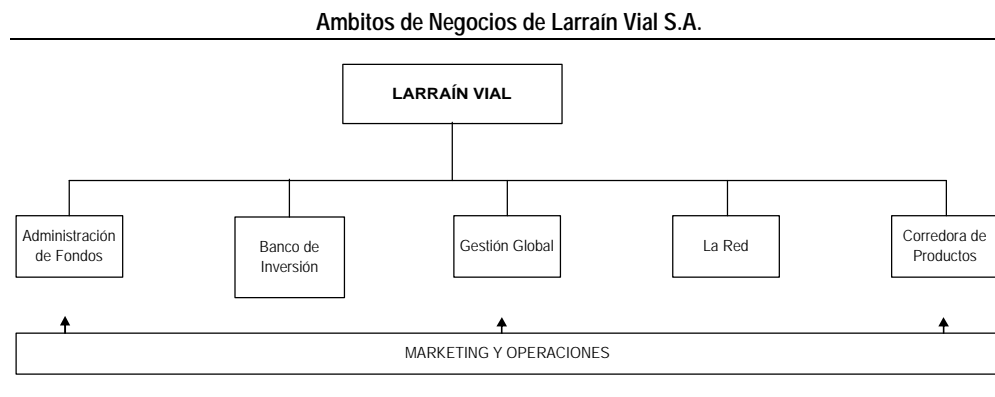 Ambitos de Negocios de Larraín Vial S.A.
LARRAÍN VIAL
Administración
de Fondos
Banco de
Inversión
Gestión Global
La Red
Corredora de
Productos
MARKETING Y OPERACIONES